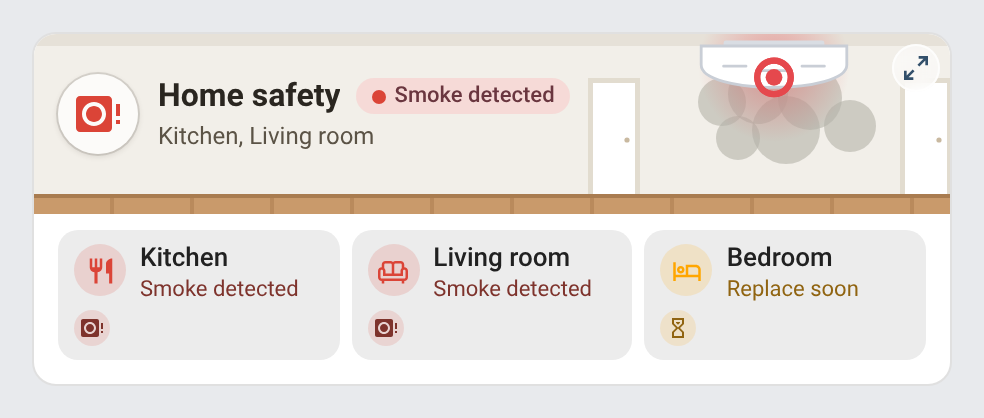 Home safety
Smoke detected
Kitchen, Living room
Kitchen
Smoke detected
Living room
Smoke detected
Bedroom
Replace soon